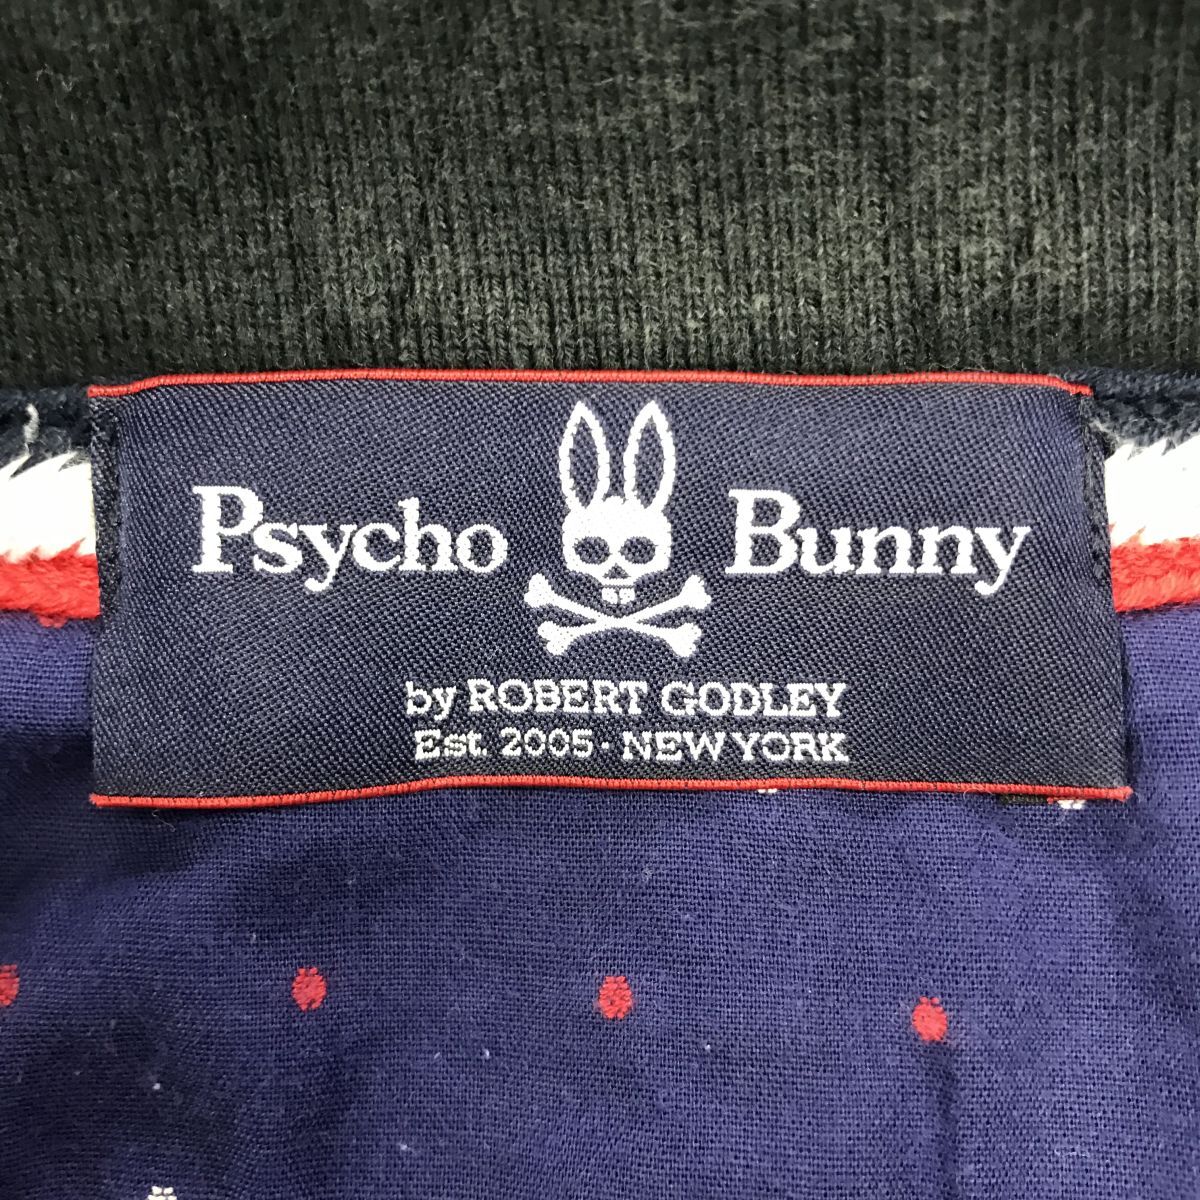 Psycho Bunny
by ROBERT GODLEY
Est. 2005 · NEW YORK